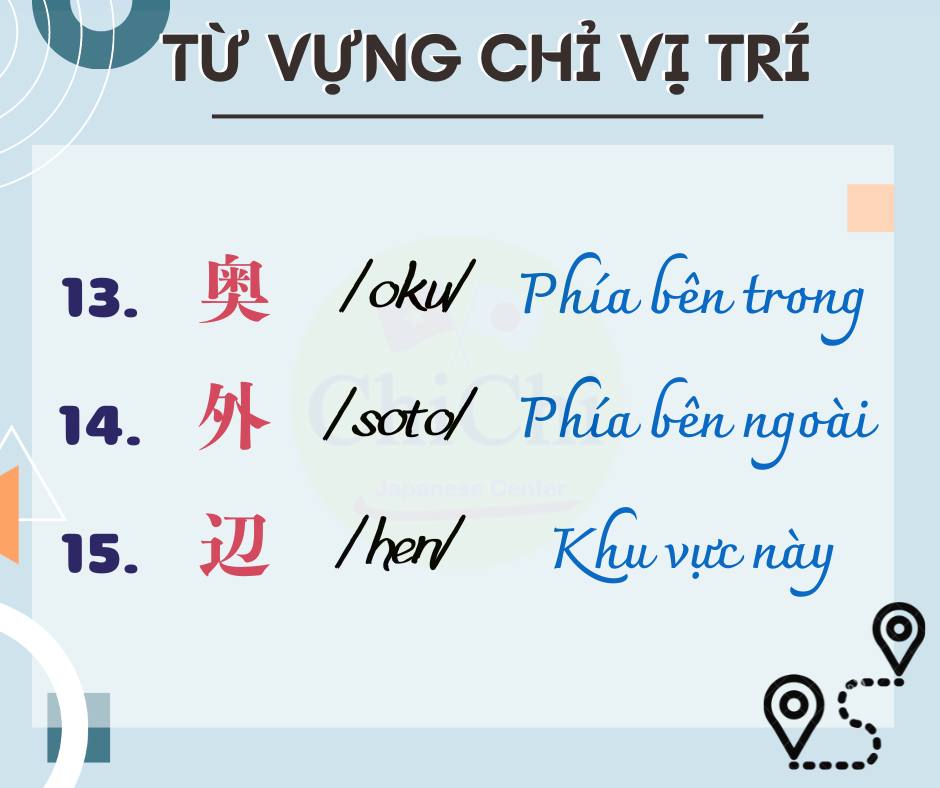 TỪ VỰNG CHỈ VỊ TRÍ
13. 奥 /oku/ Phía bên trong
14. 外 /soto/ Phía bên ngoài
15. 辺 /hen/ Khu vực này
ChiChi
Japanese Center